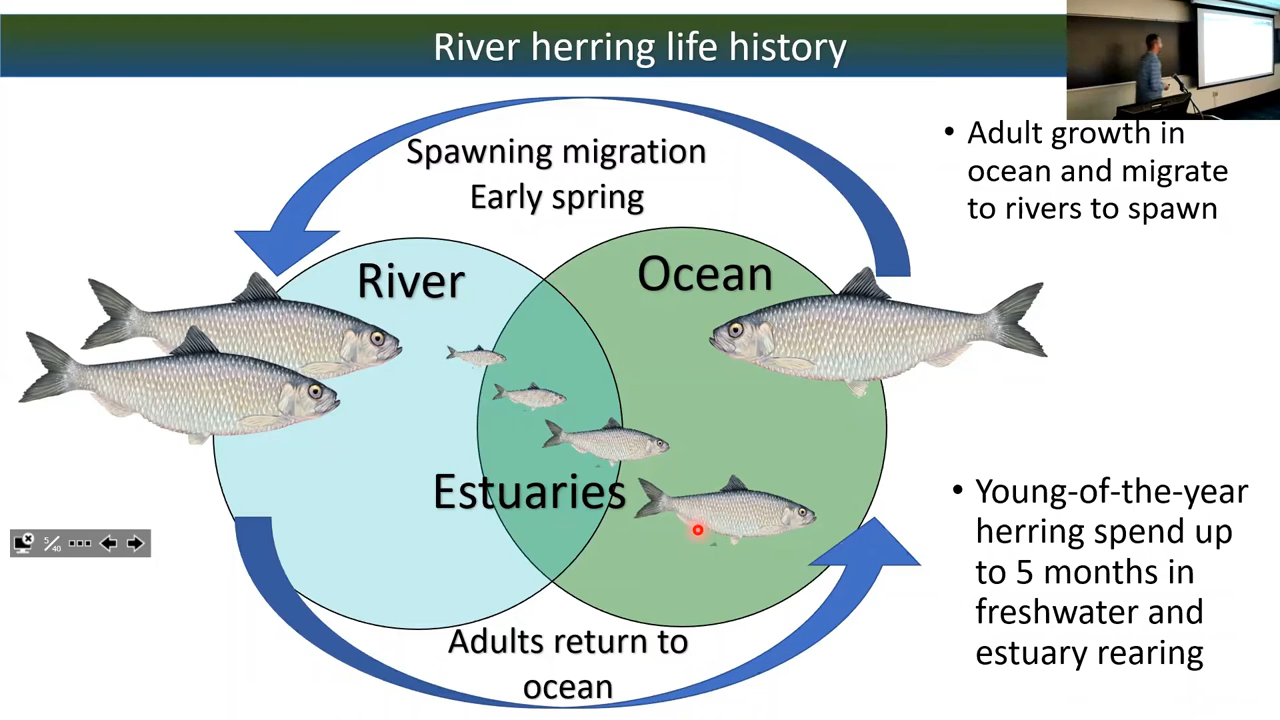 River herring life history
Spawning migration
Early spring
• Adult growth in
ocean and migrate
to rivers to spawn
River
Ocean
Estuaries
• Young-of-the-year
herring spend up
to 5 months in
freshwater and
estuary rearing
5/40
Adults return to
ocean